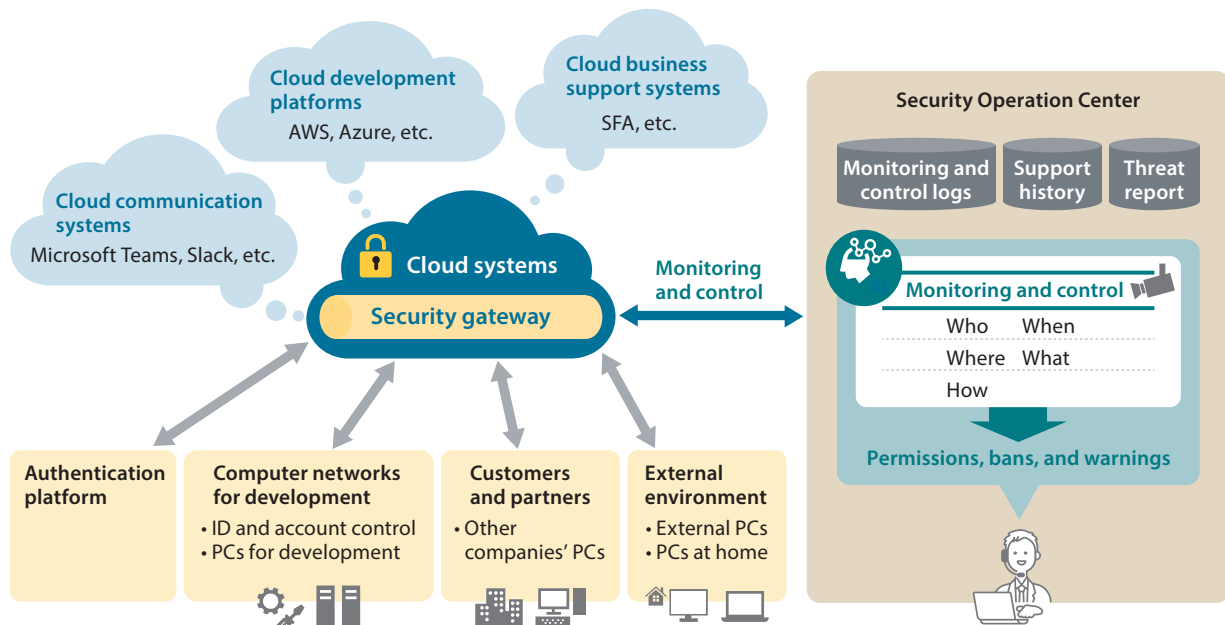 Cloud development
platforms
AWS, Azure, etc.
Cloud business
support systems
SFA, etc.
Cloud communication
systems
Microsoft Teams, Slack, etc.
Cloud systems
Security gateway
Monitoring
and control
Authentication
platform
Computer networks
for development
• ID and account control
• PCs for development
Customers
and partners
• Other
companies’ PCs
External
environment
• External PCs
• PCs at home
Security Operation Center
Monitoring and
control logs
Support
history
Threat
report
Monitoring and control
Who When
Where What
How
Permissions, bans, and warnings